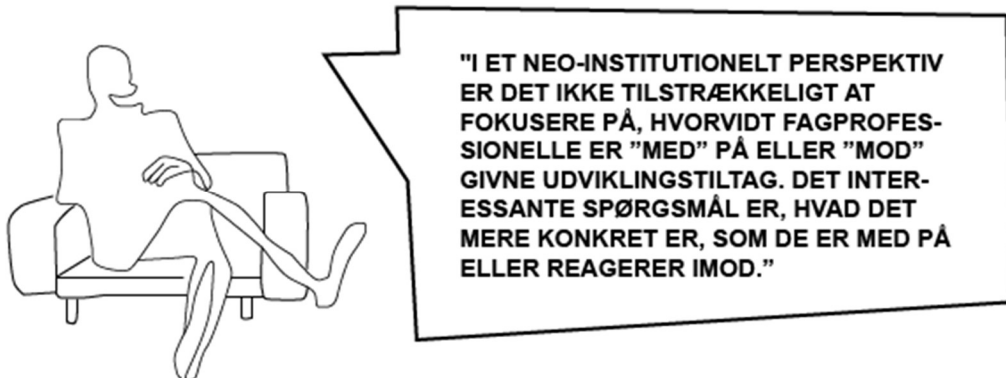 "I ET NEO-INSTITUTIONELT PERSPEKTIV
ER DET IKKE TILSTRÆKKELIGT AT
FOKUSERE PÅ, HVORVIDT FAGPROFES-
SIONELLE ER ”MED” PÅ ELLER ”MOD”
GIVNE UDVIKLINGSTILTAG. DET INTER-
ESSANTE SPØRGSMÅL ER, HVAD DET
MERE KONKRET ER, SOM DE ER MED PÅ
ELLER REAGERER IMOD.”